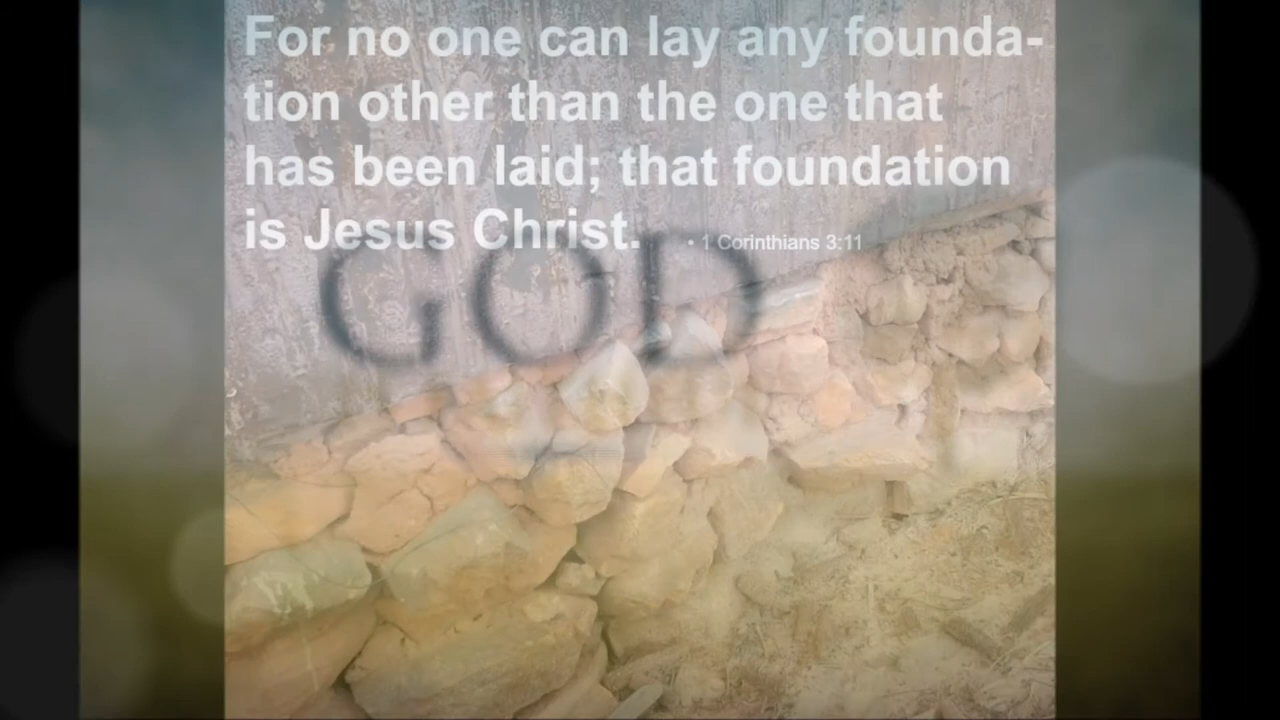 For no one can lay any founda-
tion other than the one that
has been laid; that foundation
is Jesus Christ. • 1 Corinthians 3:11
GOD